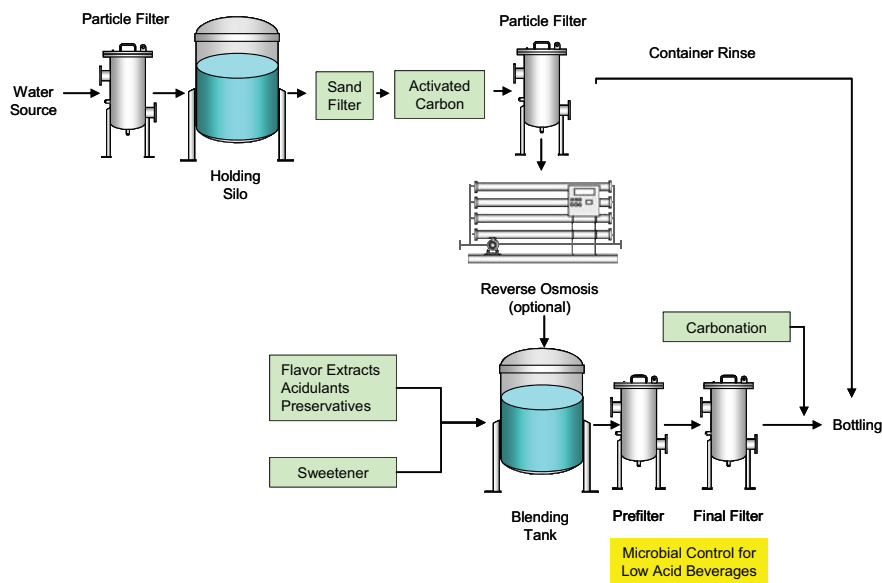 Particle Filter
Particle Filter
Container Rinse
Water
Source
Sand
Filter
Activated
Carbon
Holding
Silo
Reverse Osmosis
(optional)
Carbonation
Flavor Extracts
Acidulants
Preservatives
Bottling
Sweetener
Blending
Tank
Prefilter
Final Filter
Microbial Control for
Low Acid Beverages